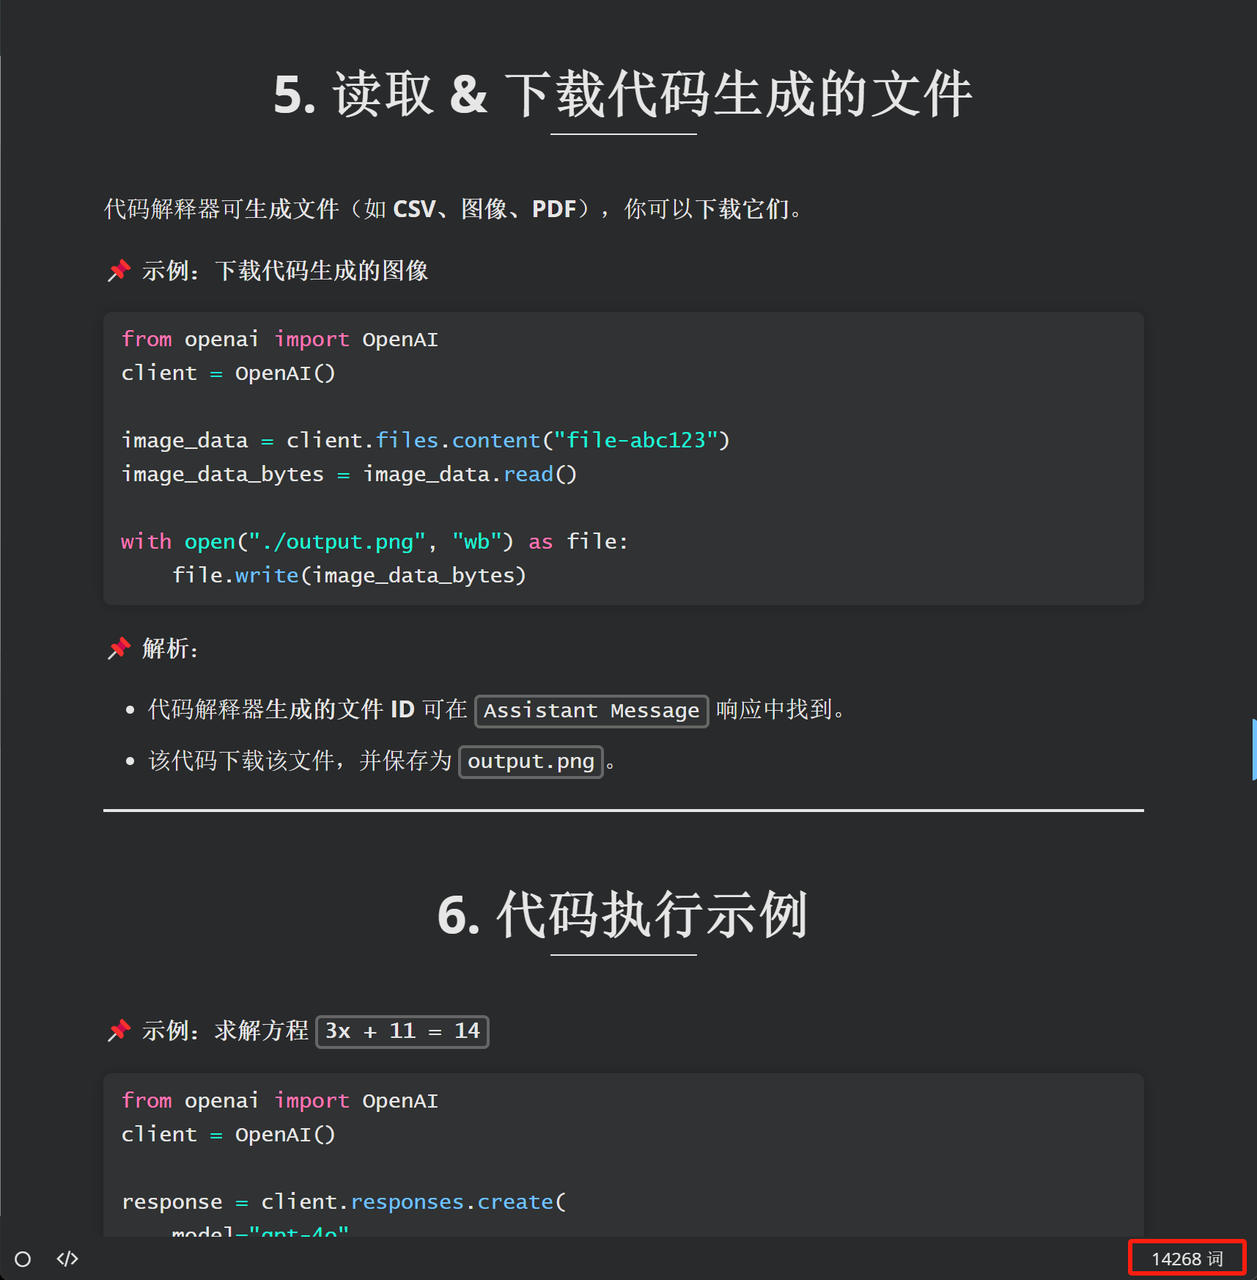 5. 读取 & 下载代码生成的文件
代码解释器可生成文件（如 CSV、图像、PDF），你可以下载它们。
📌 示例：下载代码生成的图像
from openai import OpenAI
client = OpenAI()
image_data = client.files.content("file-abc123")
image_data_bytes = image_data.read()
with open("./output.png", "wb") as file:
    file.write(image_data_bytes)
📌 解析：
• 代码解释器生成的文件 ID 可在 Assistant Message 响应中找到。
• 该代码下载该文件，并保存为 output.png。
6. 代码执行示例
📌 示例：求解方程 3x + 11 = 14
from openai import OpenAI
client = OpenAI()
response = client.responses.create(
    model="gpt-4o"
</> 14268 词